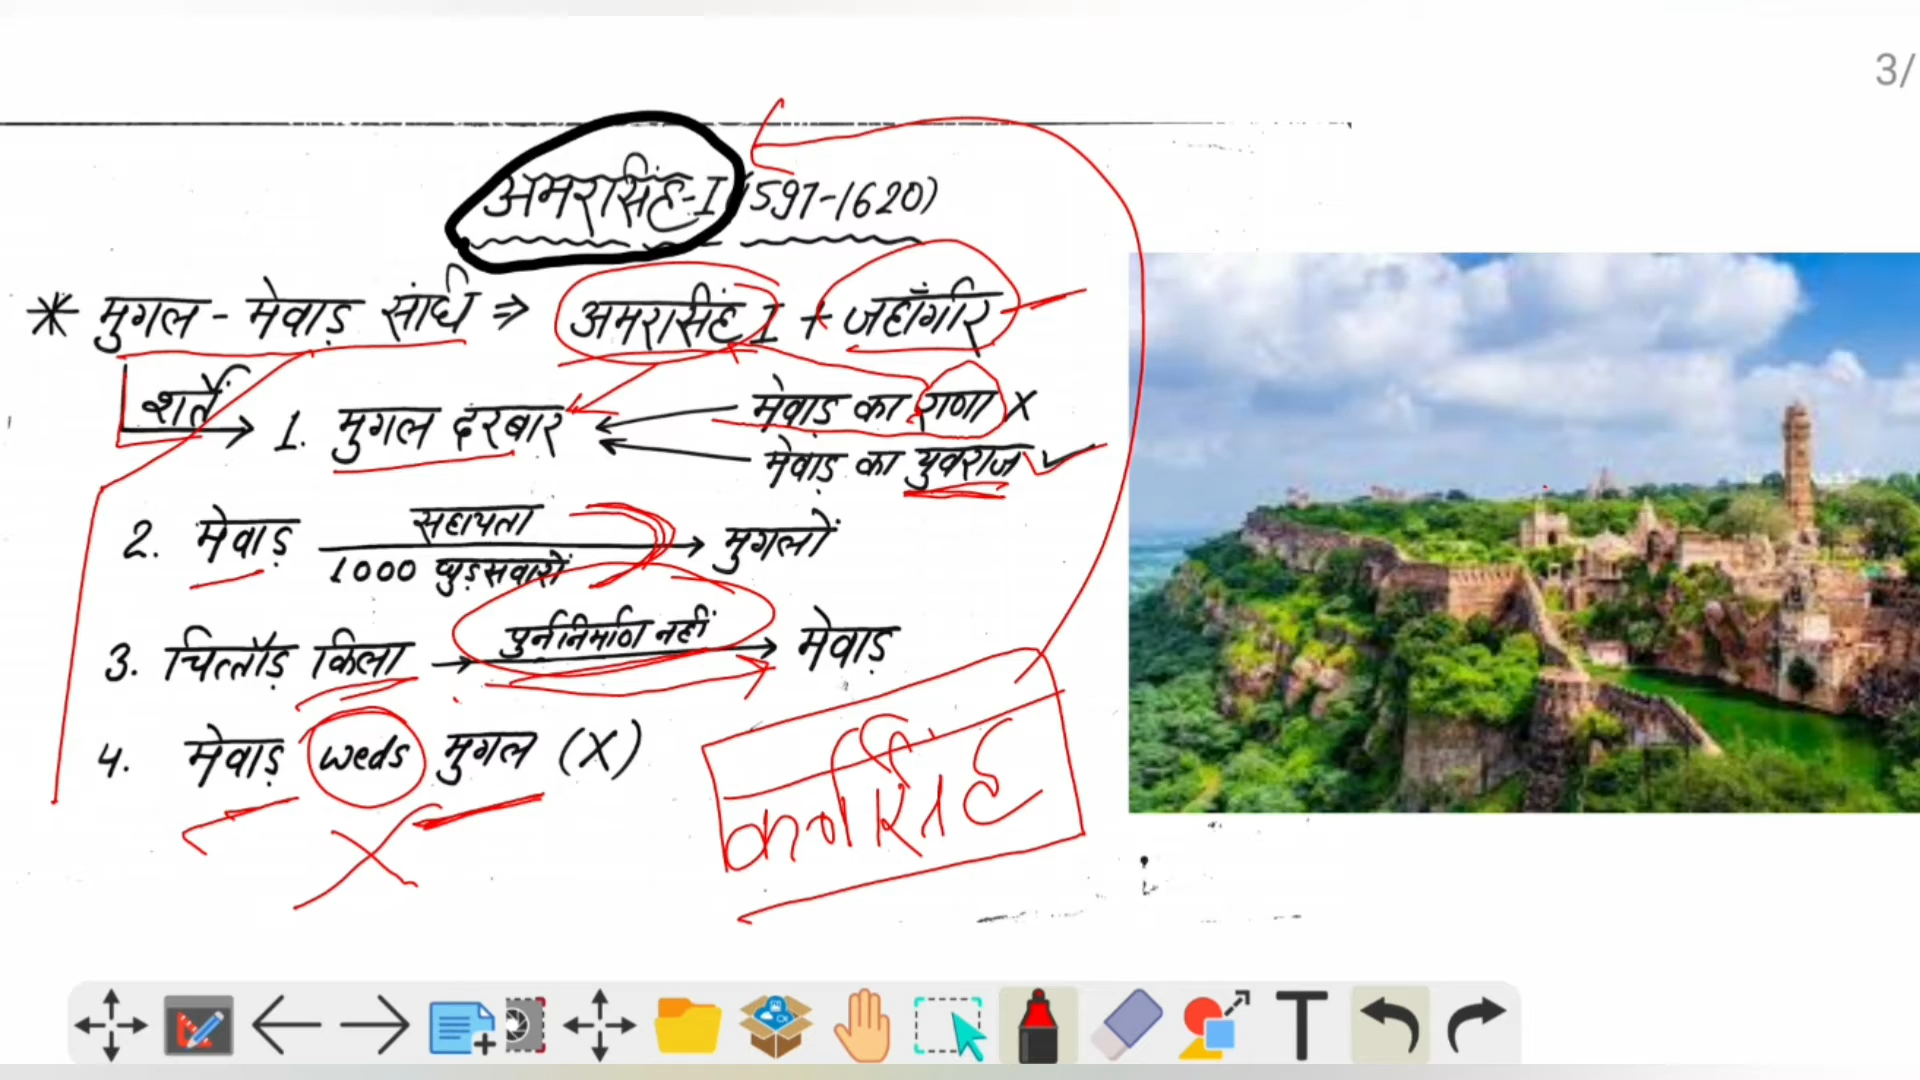 3/
अमरसिंह-I (1597-1620)
* मुगल - मेवाड़ संधि ⇒ अमरसिंह I + जहाँगीर
शर्तें → 1. मुगल दरबार ← मेवाड़ का राणा X
← मेवाड़ का युवराज ✓
2. मेवाड़ सहायता → मुगलों
1000 घुड़सवारों
3. चित्तौड़ किला → पुर्ननिर्माण नहीं → मेवाड़
4. मेवाड़ weds मुगल (X)
कर्णसिंह